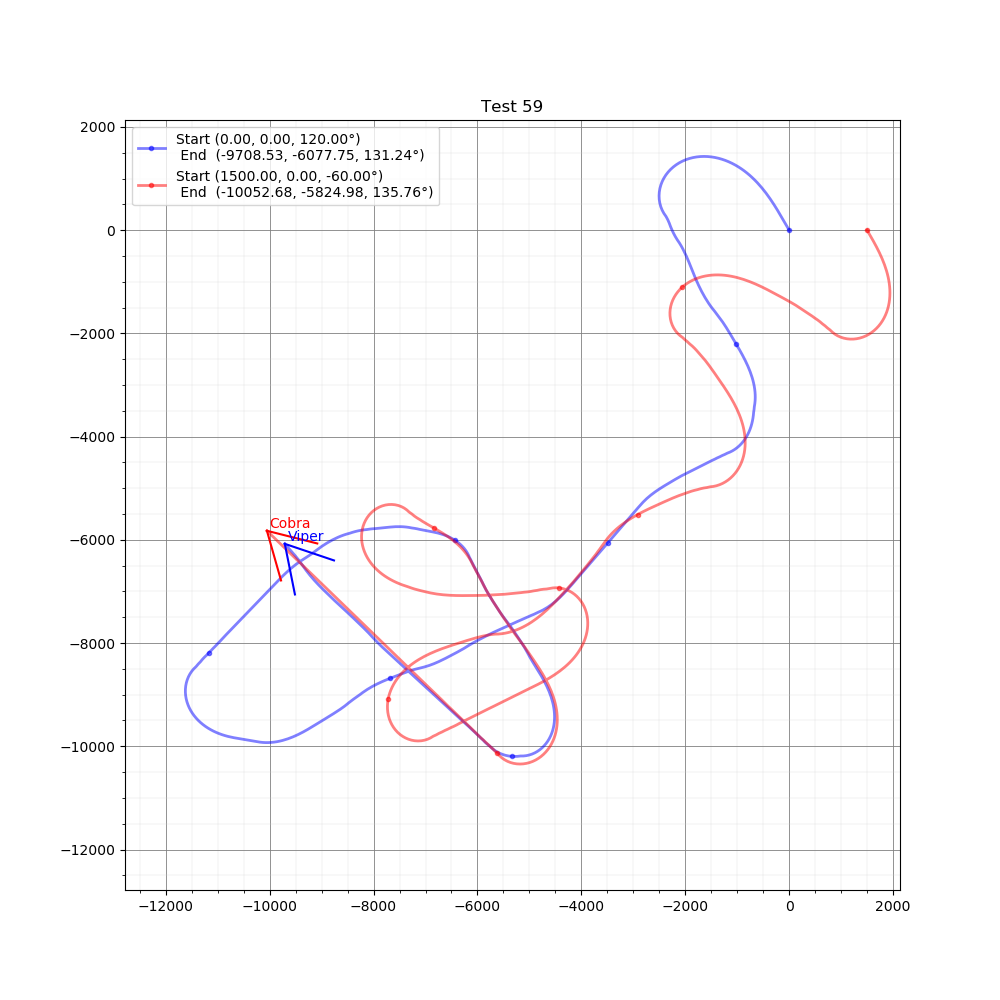 Test 59
Start (0.00, 0.00, 120.00°)
End (-9708.53, -6077.75, 131.24°)
Start (1500.00, 0.00, -60.00°)
End (-10052.68, -5824.98, 135.76°)
2000
0
−2000
−4000
−6000
−8000
−10000
−12000
Cobra
Viper
−12000 −10000 −8000 −6000 −4000 −2000 0 2000